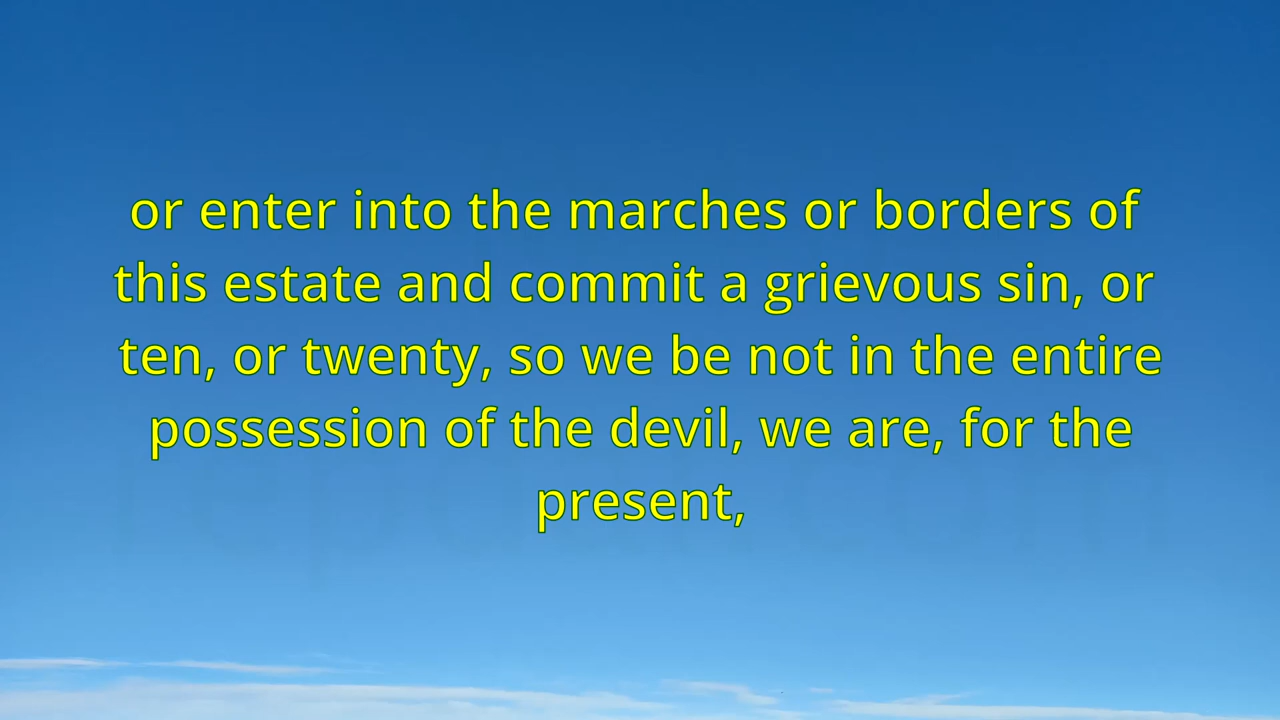 or enter into the marches or borders of
this estate and commit a grievous sin, or
ten, or twenty, so we be not in the entire
possession of the devil, we are, for the
present,